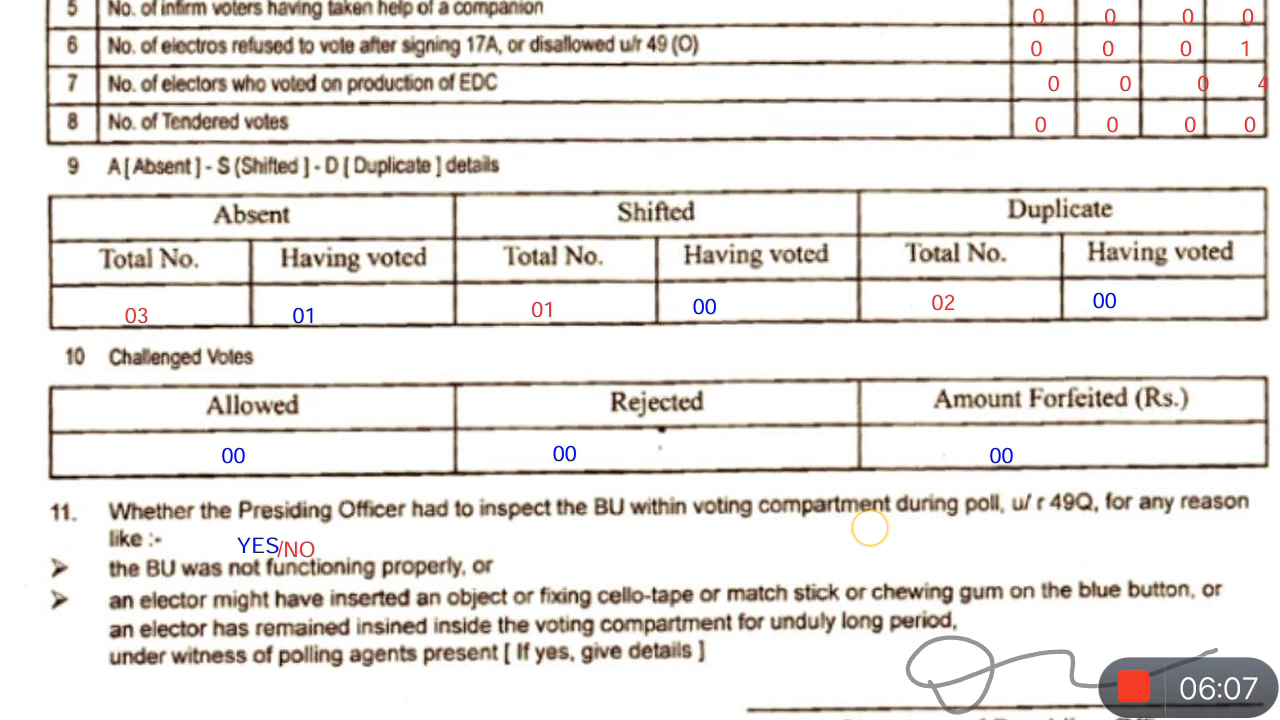 5 No. of infirm voters having taken help of a companion 0 0 0 0
6 No. of electros refused to vote after signing 17A, or disallowed u/r 49 (O) 0 0 0 1
7 No. of electors who voted on production of EDC 0 0 0 4
8 No. of Tendered votes 0 0 0 0
9 A [ Absent ] - S (Shifted ] - D [ Duplicate ] details
Absent Shifted Duplicate
Total No. Having voted Total No. Having voted Total No. Having voted
03 01 01 00 02 00
10 Challenged Votes
Allowed Rejected Amount Forfeited (Rs.)
00 00 00
11. Whether the Presiding Officer had to inspect the BU within voting compartment during poll, u/ r 49Q, for any reason
like :- YES/NO
the BU was not functioning properly, or
an elector might have inserted an object or fixing cello-tape or match stick or chewing gum on the blue button, or
an elector has remained insined inside the voting compartment for unduly long period,
under witness of polling agents present [ If yes, give details ]
06:07